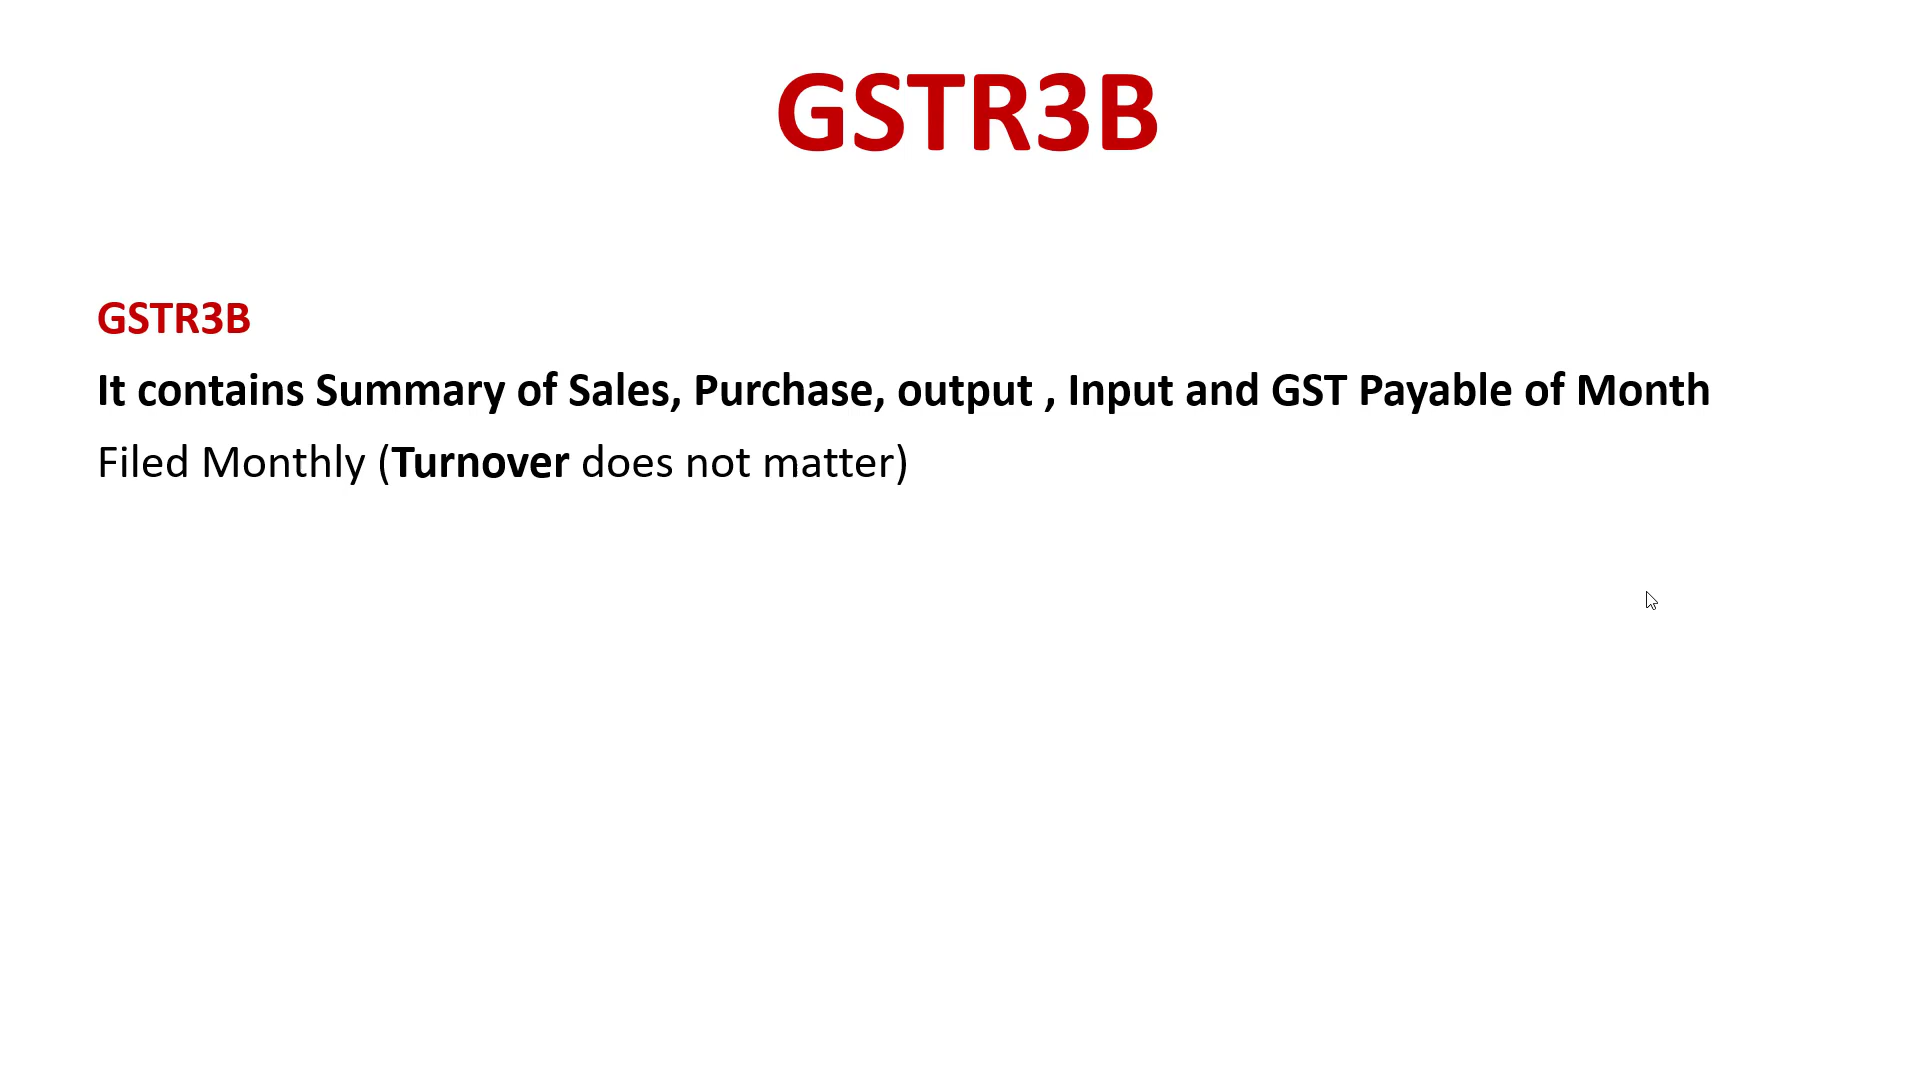 GSTR3B
GSTR3B
It contains Summary of Sales, Purchase, output , Input and GST Payable of Month
Filed Monthly (Turnover does not matter)